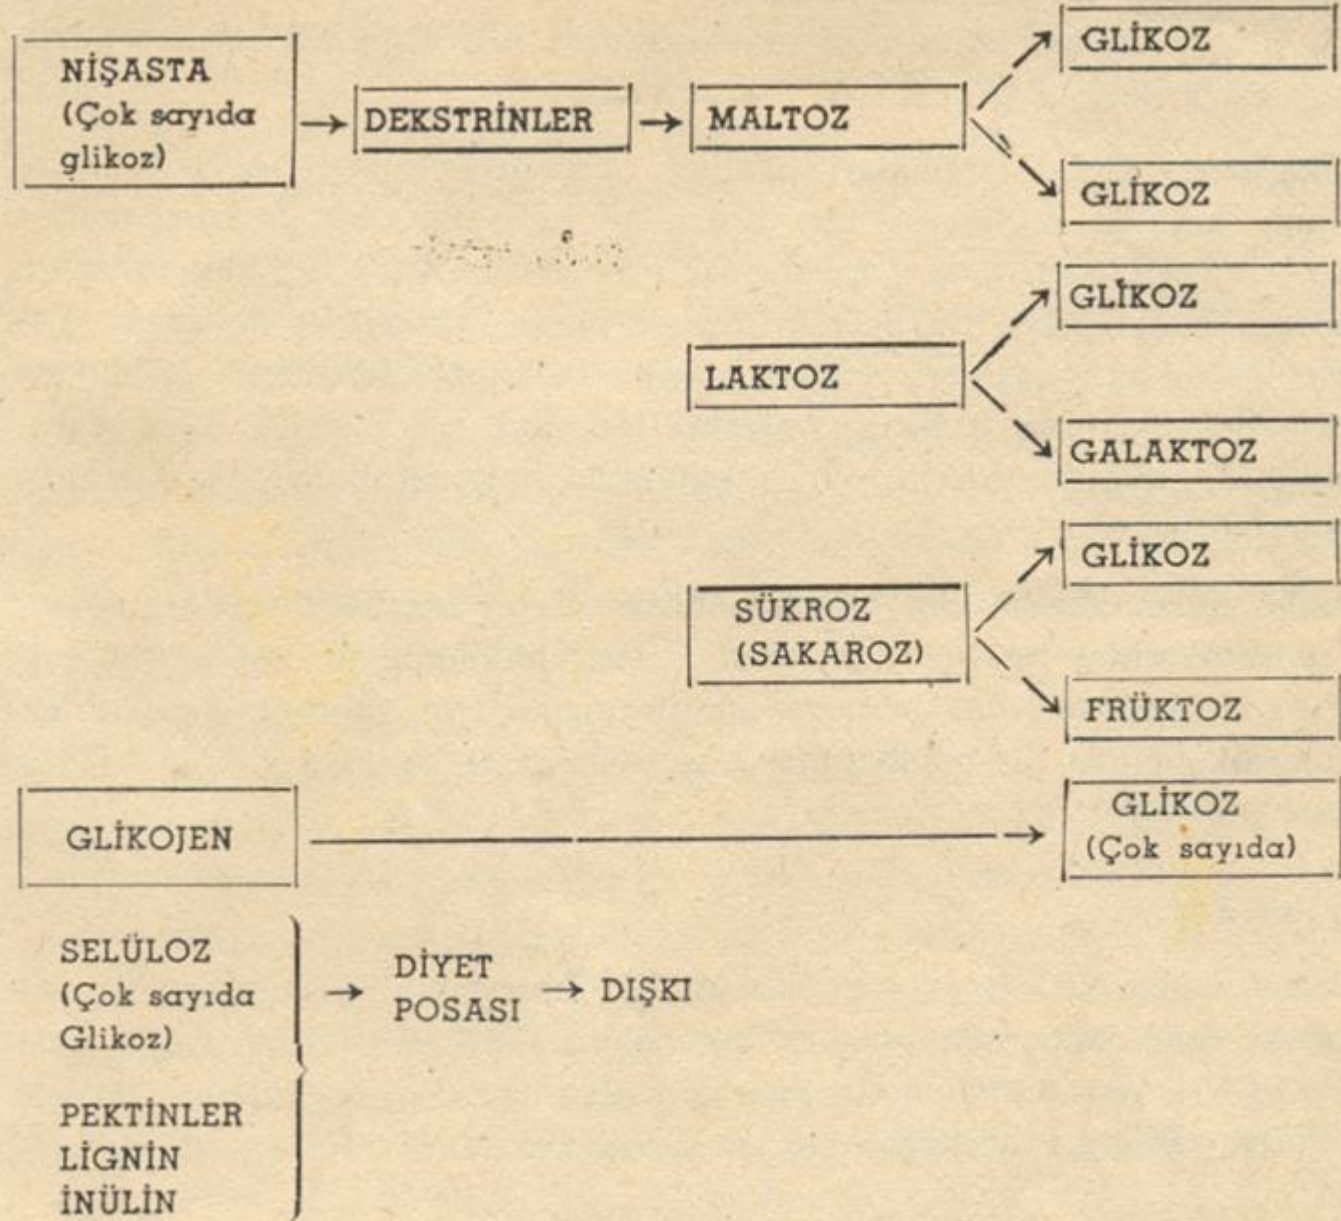 NİŞASTA
(Çok sayıda
glikoz)
DEKSTRİNLER
MALTOZ
GLİKOZ
GLİKOZ
LAKTOZ
GLİKOZ
GALAKTOZ
SÜKROZ
(SAKAROZ)
GLİKOZ
FRÜKTOZ
GLİKOJEN
GLİKOZ
(Çok sayıda)
SELÜLOZ
(Çok sayıda
Glikoz)
DİYET
POSASI
DIŞKI
PEKTİNLER
LİGNİN
İNÜLİN